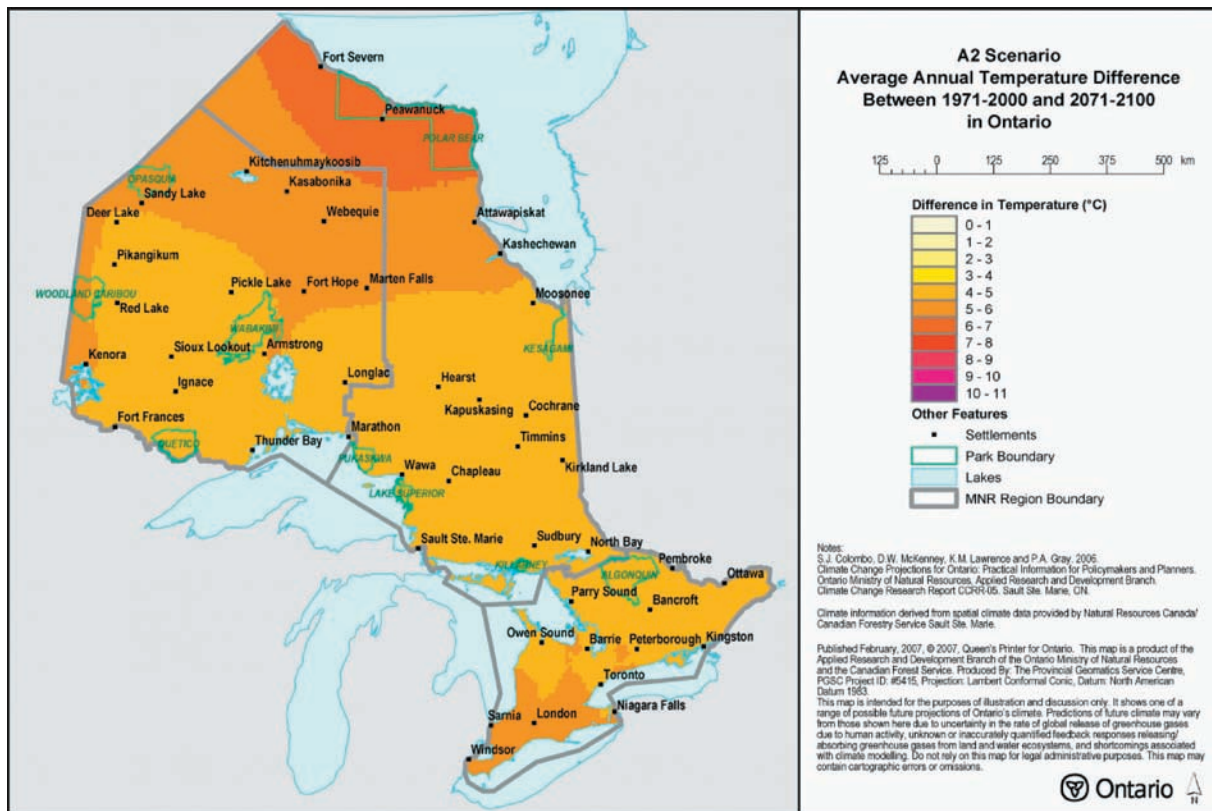 Fort Severn
Peawanuck
POLAR BEAR
Kitchenuhmaykoosib
OPASQUIA
Kasabonika
Sandy Lake
Deer Lake
Webequie
Attawapiskat
Kashechewan
Pikangikum
Pickle Lake
Fort Hope
Marten Falls
WOODLAND CARIBOU
Red Lake
Moosonee
WABAKIMI
KESAGAMI
Sioux Lookout
Armstrong
Kenora
Ignace
Longlac
Hearst
Kapuskasing
Cochrane
Fort Frances
QUETICO
Thunder Bay
Marathon
Timmins
PUKASKWA
Wawa
Chapleau
Kirkland Lake
LAKE SUPERIOR
Sault Ste. Marie
Sudbury
North Bay
KILLARNEY
Pembroke
ALGONQUIN
Ottawa
Parry Sound
Bancroft
Owen Sound
Barrie
Peterborough
Kingston
Toronto
Niagara Falls
Sarnia
London
Windsor
A2 Scenario
Average Annual Temperature Difference
Between 1971-2000 and 2071-2100
in Ontario
125 0 125 250 375 500 km
Difference in Temperature (°C)
0 - 1
1 - 2
2 - 3
3 - 4
4 - 5
5 - 6
6 - 7
7 - 8
8 - 9
9 - 10
10 - 11
Other Features
Settlements
Park Boundary
Lakes
MNR Region Boundary
Notes:
S.J. Colombo, D.W. McKenney, K.M. Lawrence and P.A. Gray. 2006.
Climate Change Projections for Ontario: Practical Information for Policymakers and Planners.
Ontario Ministry of Natural Resources, Applied Research and Development Branch.
Climate Change Research Report CCRR-05. Sault Ste. Marie, ON.
Climate information derived from spatial climate data provided by Natural Resources Canada/
Canadian Forestry Service Sault Ste. Marie.
Published February, 2007, © 2007, Queen's Printer for Ontario. This map is a product of the
Applied Research and Development Branch of the Ontario Ministry of Natural Resources
and the Canadian Forest Service. Produced By: The Provincial Geomatics Service Centre,
PGSC Project ID: #5415, Projection: Lambert Conformal Conic, Datum: North American
Datum 1983.
This map is intended for the purposes of illustration and discussion only. It shows one of a
range of possible future projections of Ontario's climate. Predictions of future climate may vary
from those shown here due to uncertainty in the rate of global release of greenhouse gases
due to human activity, unknown or inaccurately quantified feedback responses releasing/
absorbing greenhouse gases from land and water ecosystems, and shortcomings associated
with climate modelling. Do not rely on this map for legal administrative purposes. This map may
contain cartographic errors or omissions.
Ontario
N